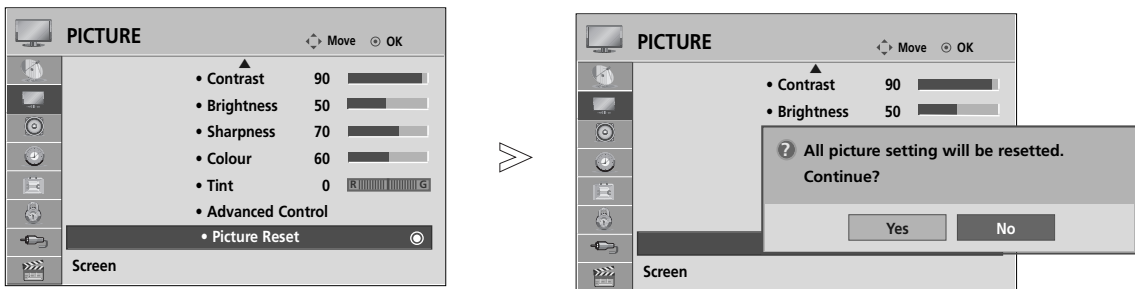 PICTURE
Move OK
• Contrast 90
• Brightness 50
• Sharpness 70
• Colour 60
• Tint 0 R G
• Advanced Control
• Picture Reset
Screen
PICTURE
Move OK
• Contrast 90
• Brightness 50
? All picture setting will be resetted.
Continue?
Yes No
Screen